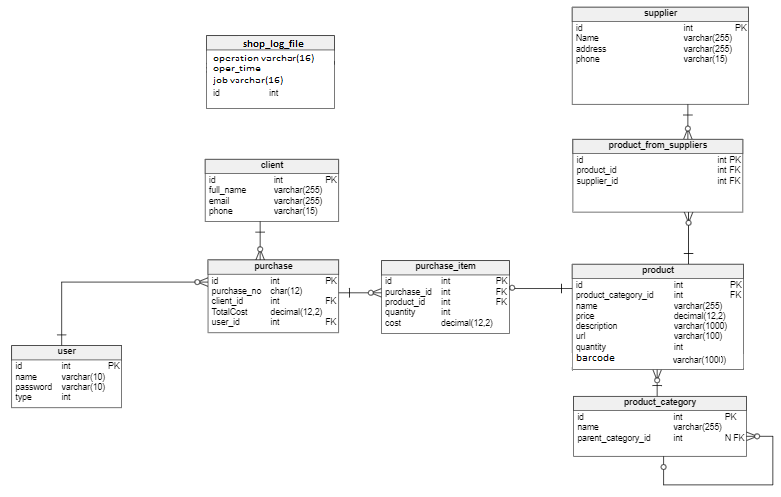 supplier
id int PK
Name varchar(255)
address varchar(255)
phone varchar(15)
shop_log_file
operation varchar(16)
oper_time
job varchar(16)
id int
product_from_suppliers
id int PK
product_id int FK
supplier_id int FK
client
id int PK
full_name varchar(255)
email varchar(255)
phone varchar(15)
purchase
id int PK
purchase_no char(12)
client_id int FK
TotalCost decimal(12,2)
user_id int FK
purchase_item
id int PK
purchase_id int FK
product_id int FK
quantity int
cost decimal(12,2)
product
id int PK
product_category_id int FK
name varchar(255)
price decimal(12,2)
description varchar(1000)
url varchar(100)
quantity int
barcode varchar(1000)
user
id int PK
name varchar(10)
password varchar(10)
type int
product_category
id int PK
name varchar(255)
parent_category_id int N FK